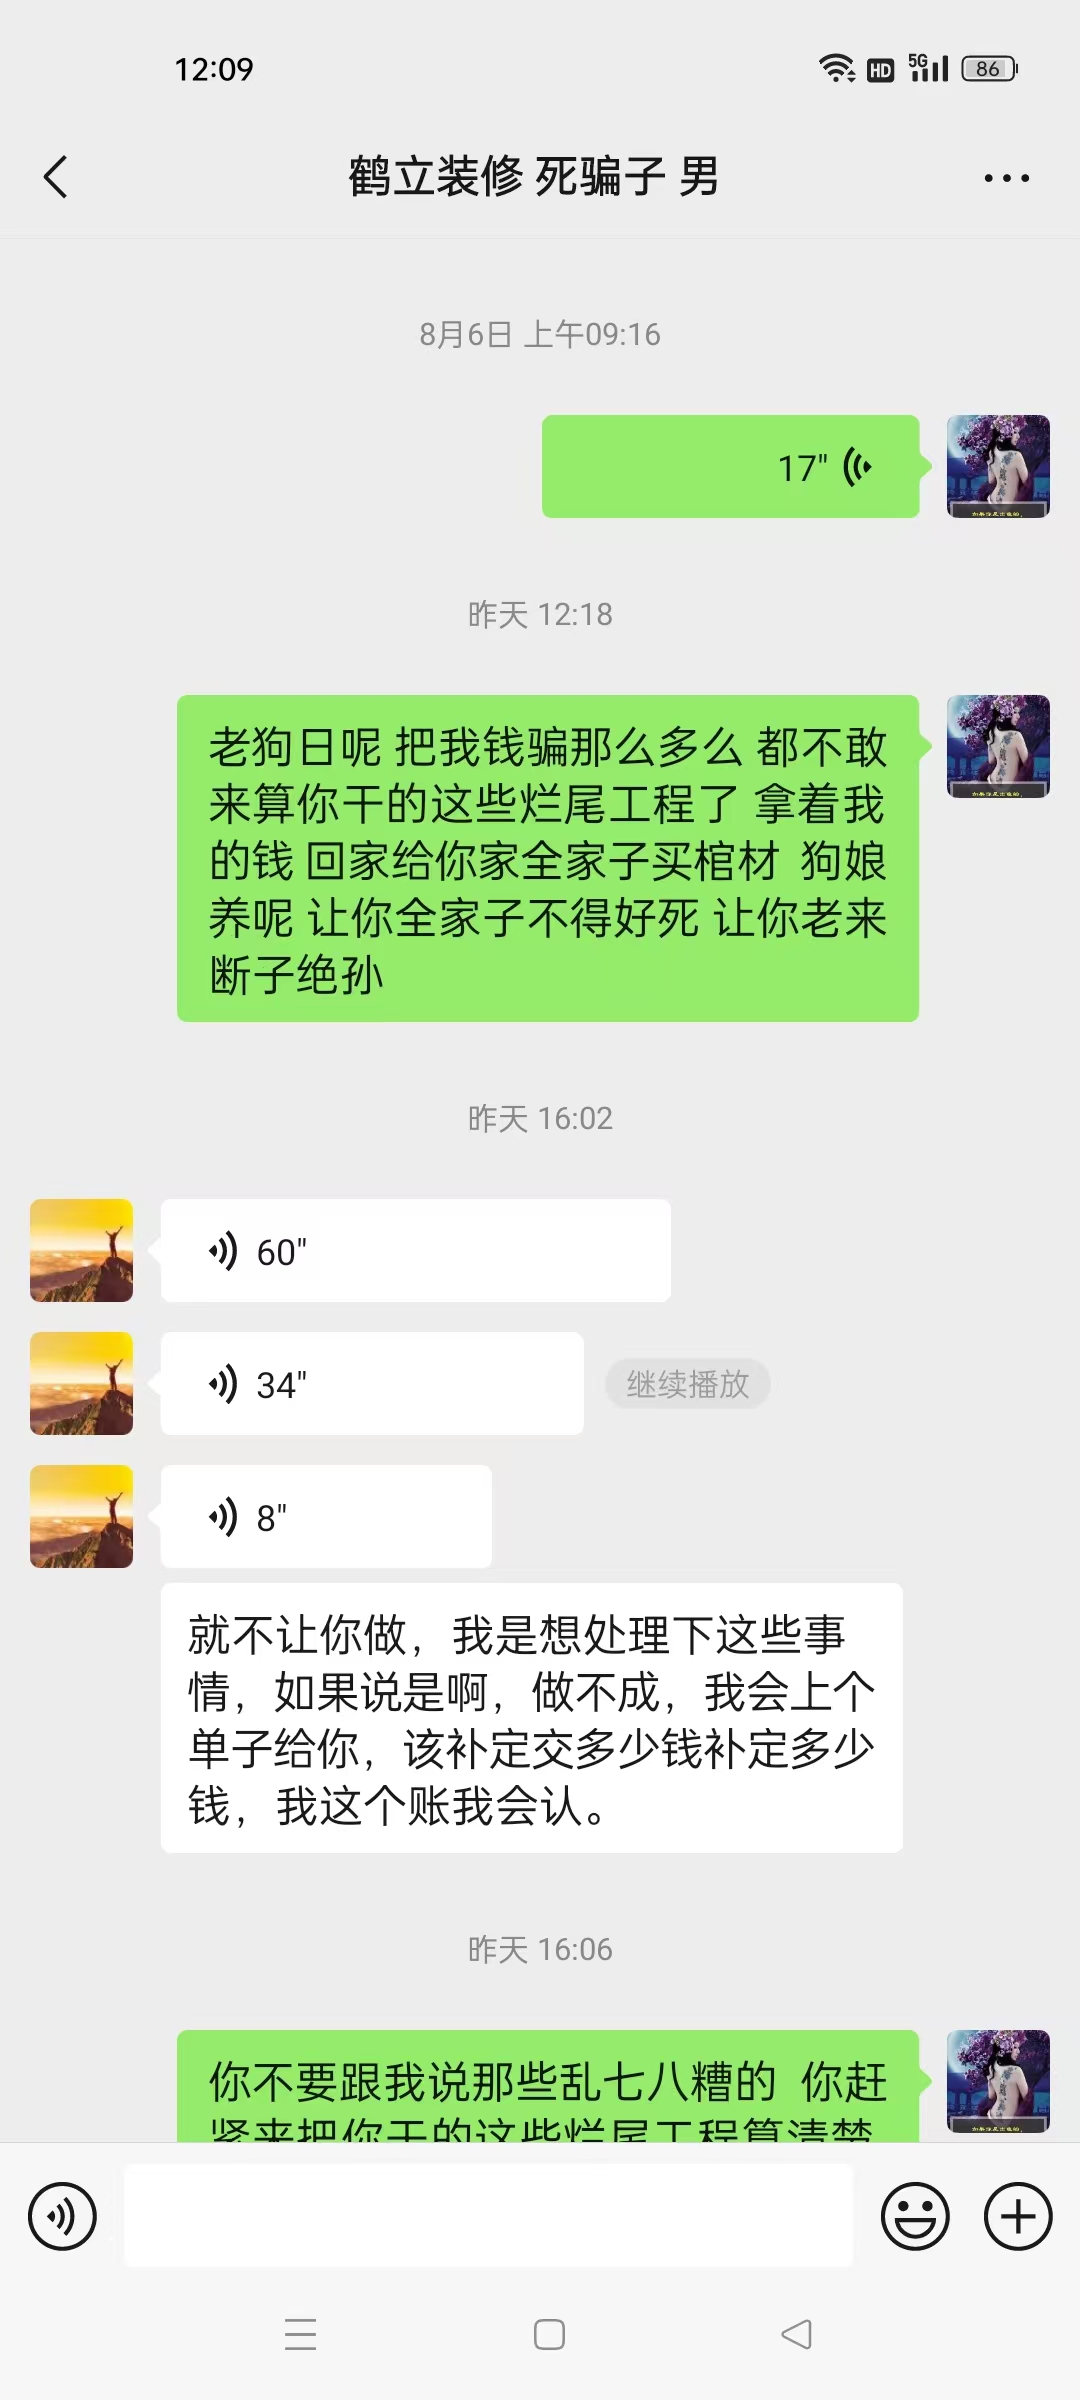 12:09
HD 5G 86
鹤立装修 死骗子 男
8月6日 上午09:16
17"
昨天 12:18
老狗日呢 把我钱骗那么多么 都不敢
来算你干的这些烂尾工程了 拿着我
的钱 回家给你家全家子买棺材 狗娘
养呢 让你全家子不得好死 让你老来
断子绝孙
昨天 16:02
60"
34" 继续播放
8"
就不让你做，我是想处理下这些事
情，如果说是啊，做不成，我会上个
单子给你，该补定交多少钱补定多少
钱，我这个账我会认。
昨天 16:06
你不要跟我说那些乱七八糟的 你赶
紧来把你干的这些烂尾工程算清楚